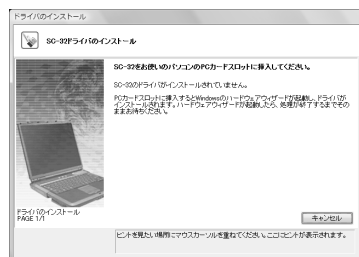 ドライバのインストール
SC-32ドライバのインストール
SC-32をお使いのパソコンのPCカードスロットに挿入してください。
SC-32のドライバがインストールされていません。
PCカードスロットに挿入するとWindowsのハードウェアウィザードが起動し、ドライバが
インストールされます。ハードウェアウィザードが起動したら、処理が終了するまでその
ままお待ちください。
ドライバのインストール
PAGE 1/1
キャンセル
ヒントを見たい場所にマウスカーソルを重ねてください。ここにヒントが表示されます。